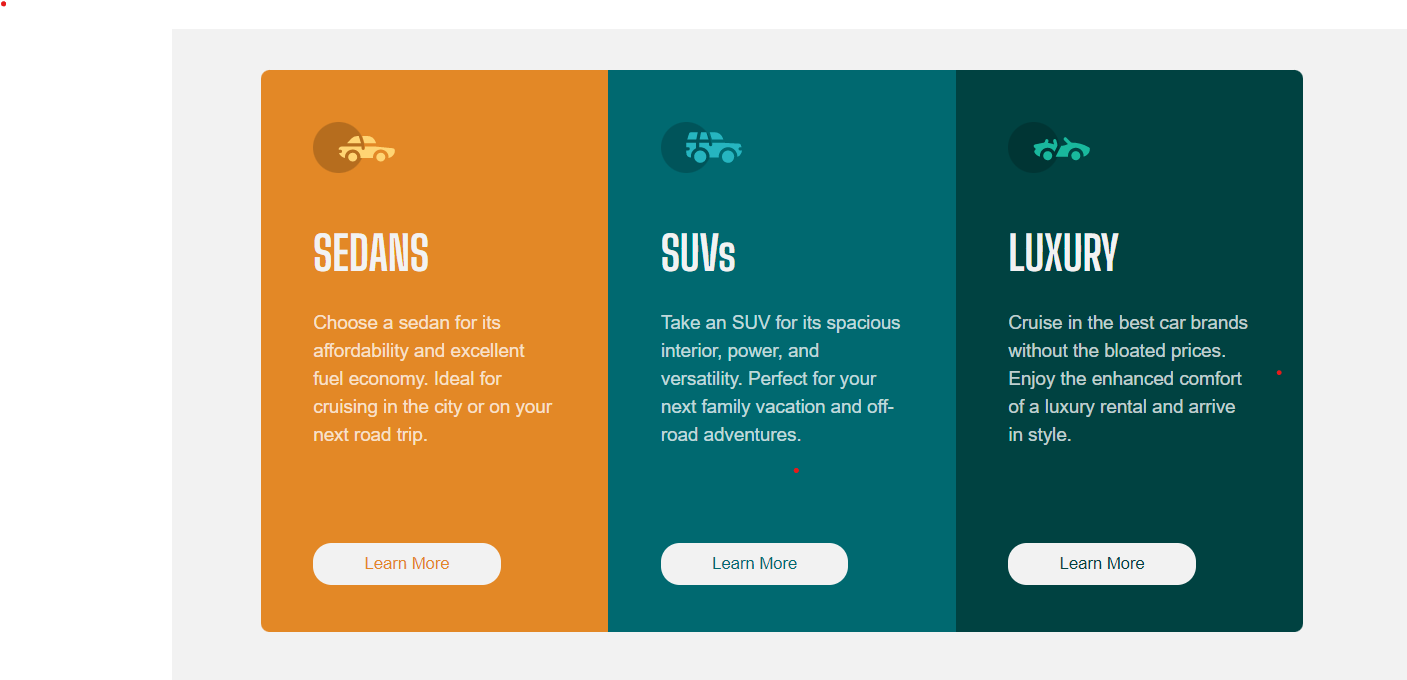 SEDANS
Choose a sedan for its
affordability and excellent
fuel economy. Ideal for
cruising in the city or on your
next road trip.
Learn More
SUVs
Take an SUV for its spacious
interior, power, and
versatility. Perfect for your
next family vacation and off-
road adventures.
Learn More
LUXURY
Cruise in the best car brands
without the bloated prices.
Enjoy the enhanced comfort
of a luxury rental and arrive
in style.
Learn More